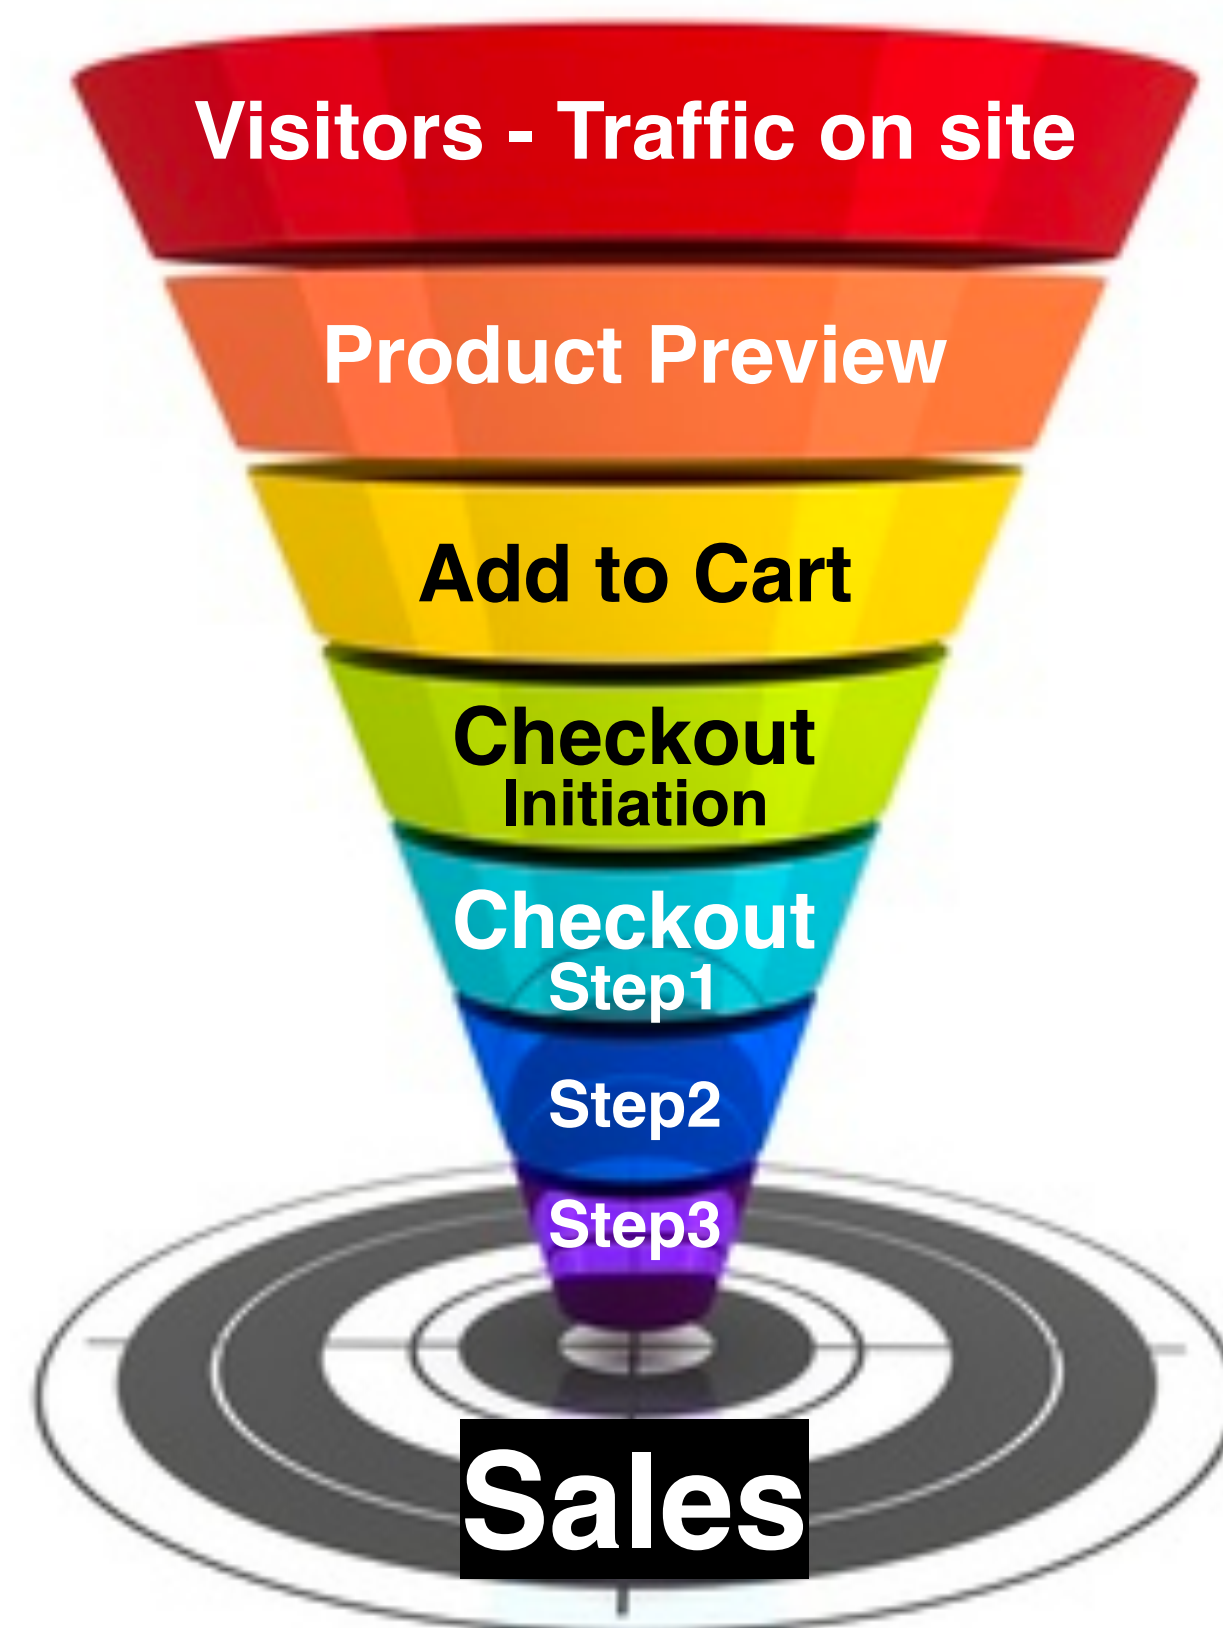 Visitors - Traffic on site
Product Preview
Add to Cart
Checkout
Initiation
Checkout
Step1
Step2
Step3
Sales